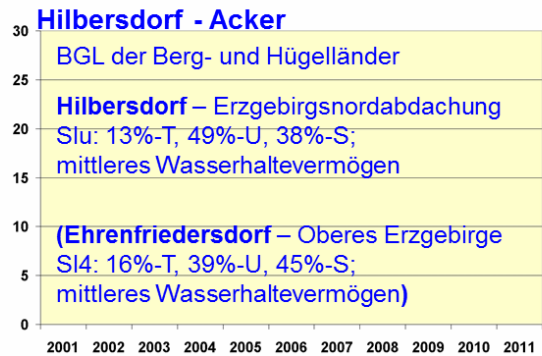 Hilbersdorf - Acker
30
25
20
15
10
5
0
BGL der Berg- und Hügelländer
Hilbersdorf – Erzgebirgsnordabdachung
Slu: 13%-T, 49%-U, 38%-S;
mittleres Wasserhaltevermögen
(Ehrenfriedersdorf – Oberes Erzgebirge
Sl4: 16%-T, 39%-U, 45%-S;
mittleres Wasserhaltevermögen)
2001 2002 2003 2004 2005 2006 2007 2008 2009 2010 2011